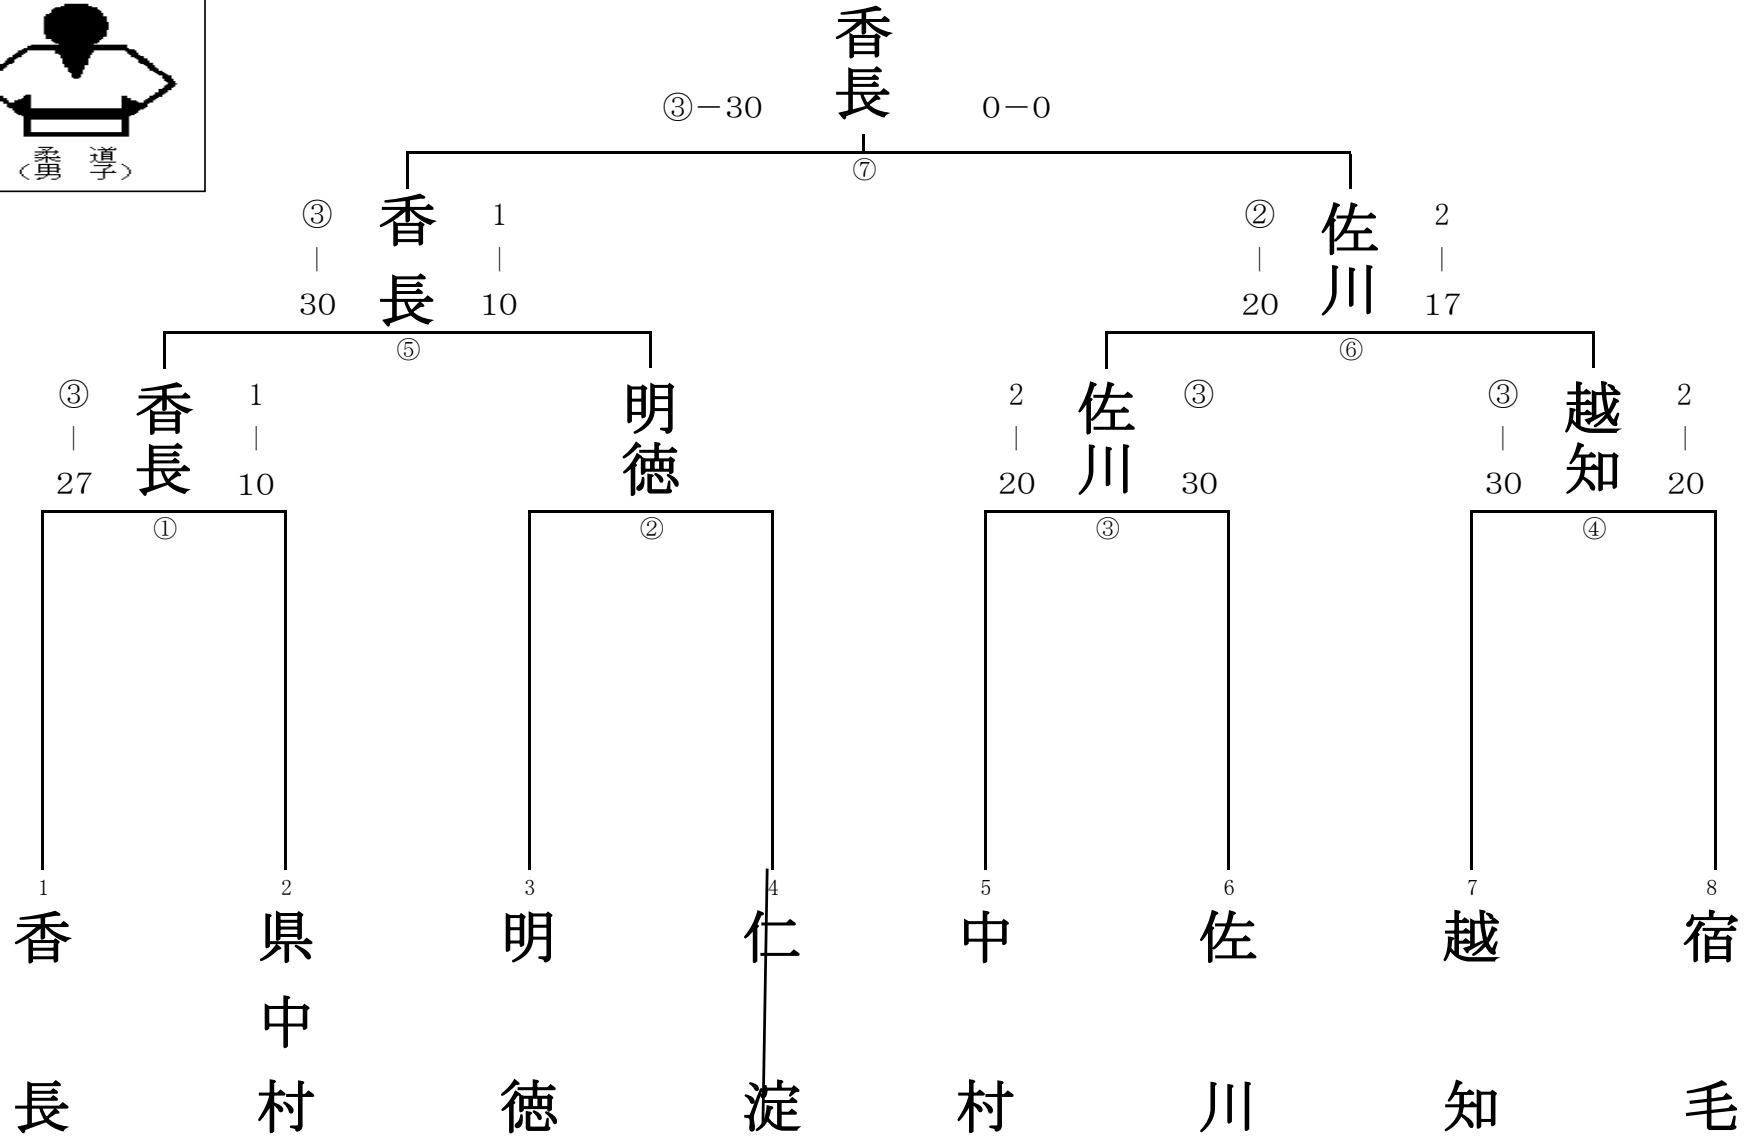 香長
③－30 0－0
柔道
（男子）
⑦
③ 香長 1
｜ ｜
30 10
② 佐川 2
｜ ｜
20 17
⑤ ⑥
③ 香長 1
｜ ｜
27 10
明徳
2 佐川 ③
｜
20 30
③ 越知 2
｜ ｜
30 20
① ② ③ ④
1 2 3 4 5 6 7 8
香長
県中村
明徳
仁淀
中村
佐川
越知
宿毛